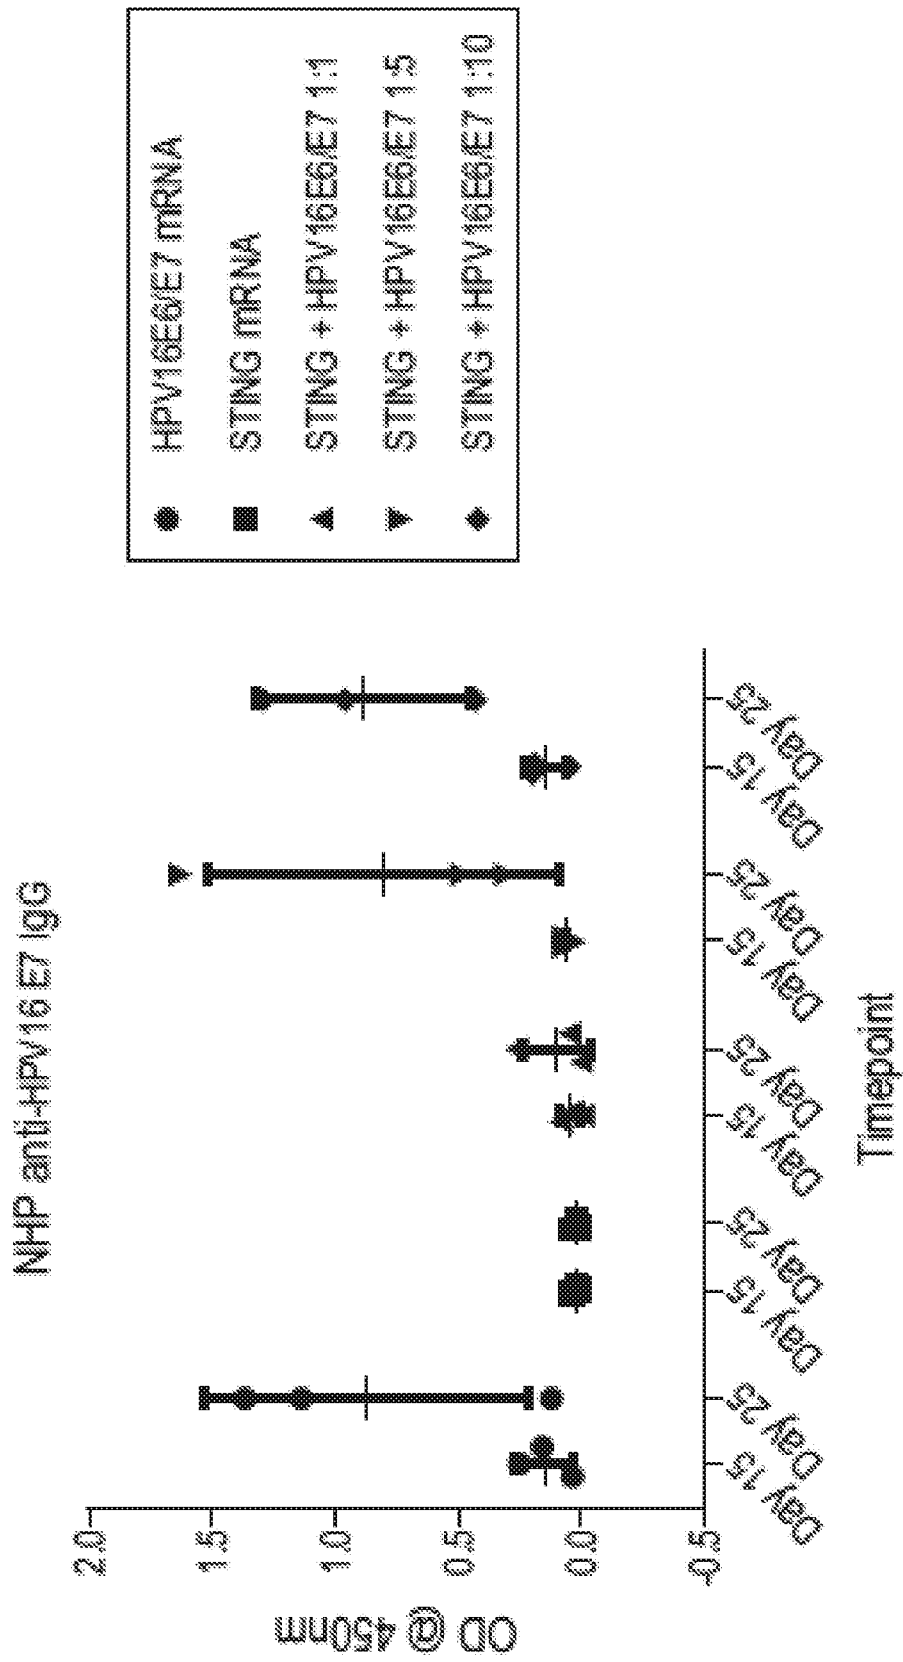 NHP anti-HPV16 E7 IgG
OD @ 450nm
2.0
1.5
1.0
0.5
0.0
-0.5
Day 15
Day 25
Day 15
Day 25
Day 15
Day 25
Day 15
Day 25
Day 15
Day 25
Timepoint
HPV16E6/E7 mRNA
STING mRNA
STING + HPV16E6/E7 1:1
STING + HPV16E6/E7 1:5
STING + HPV16E6/E7 1:10